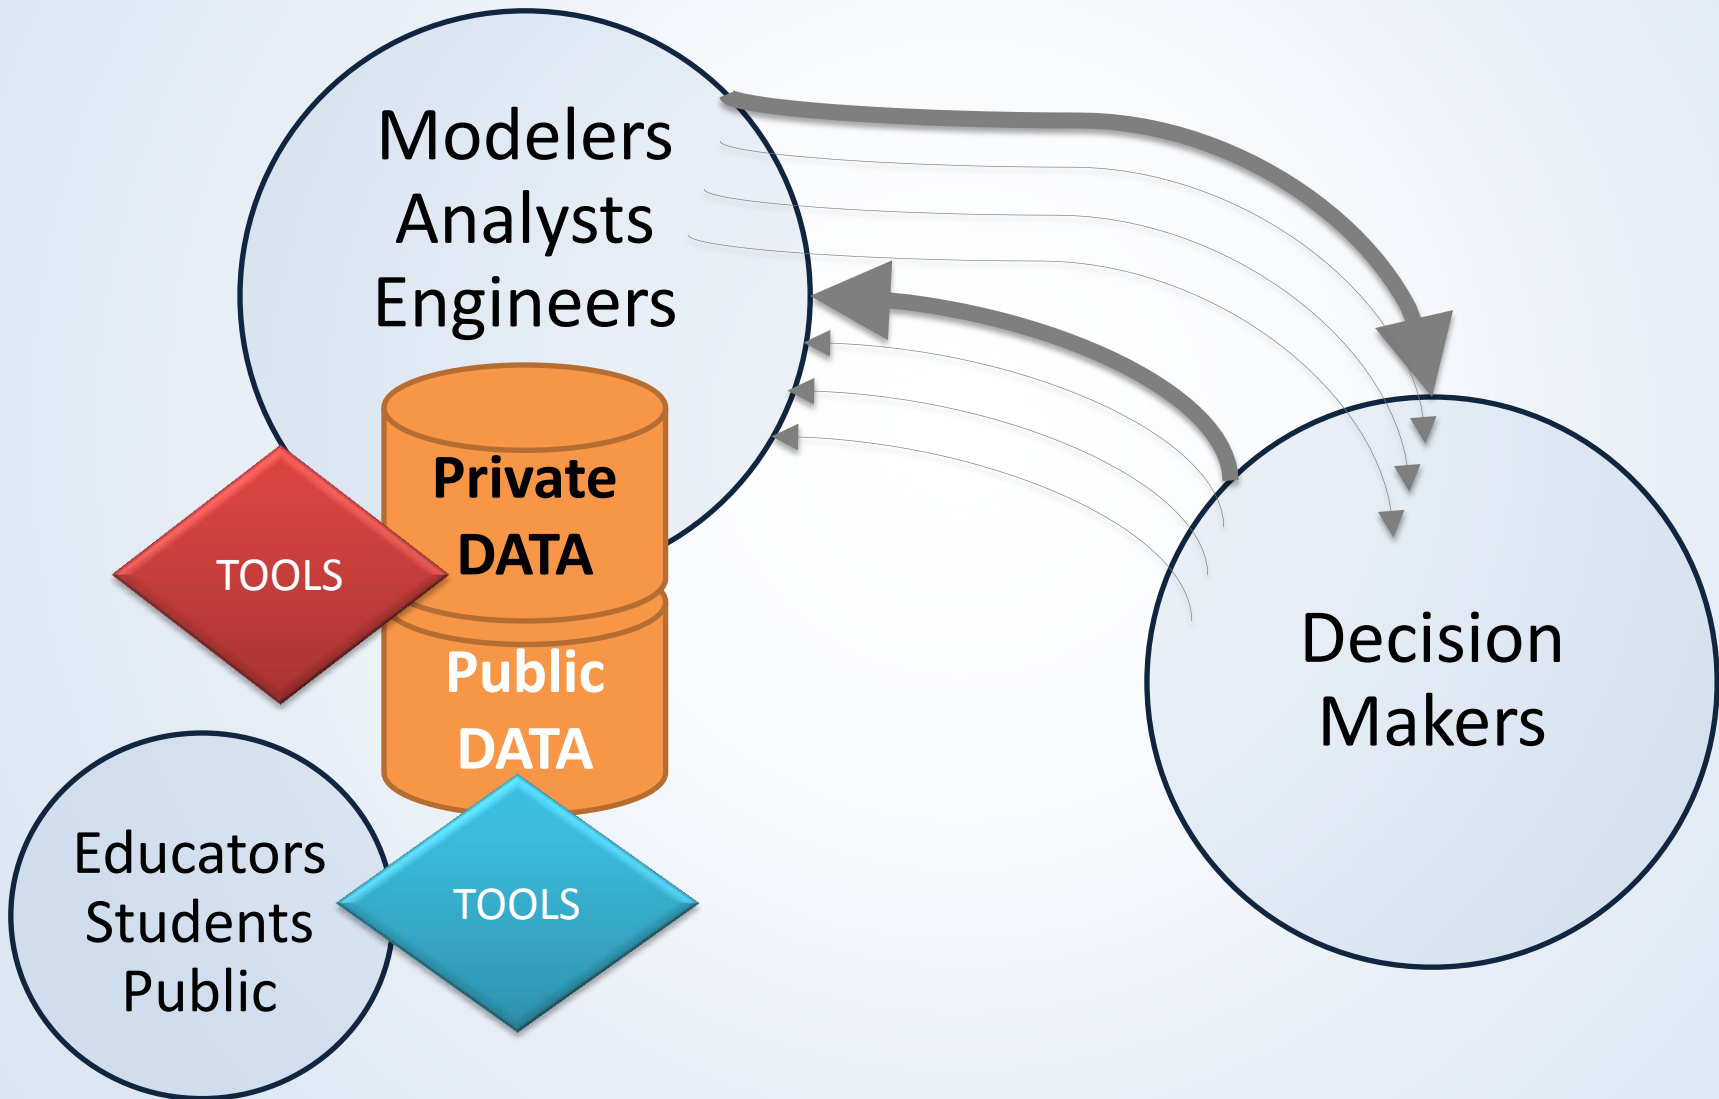 Modelers
Analysts
Engineers
Private
DATA
TOOLS
Public
DATA
Decision
Makers
Educators
Students
Public
TOOLS